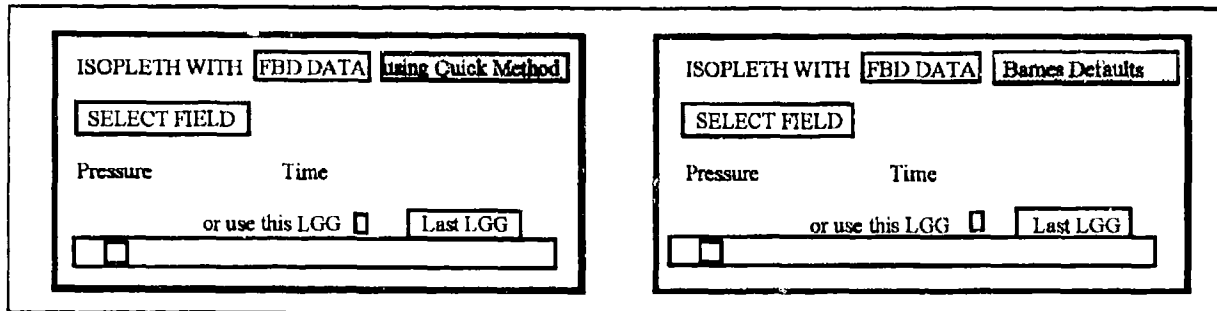 ISOPLETH WITH FBD DATA using Quick Method
SELECT FIELD
Pressure Time
or use this LGG Last LGG
ISOPLETH WITH FBD DATA Barnes Defaults
SELECT FIELD
Pressure Time
or use this LGG Last LGG